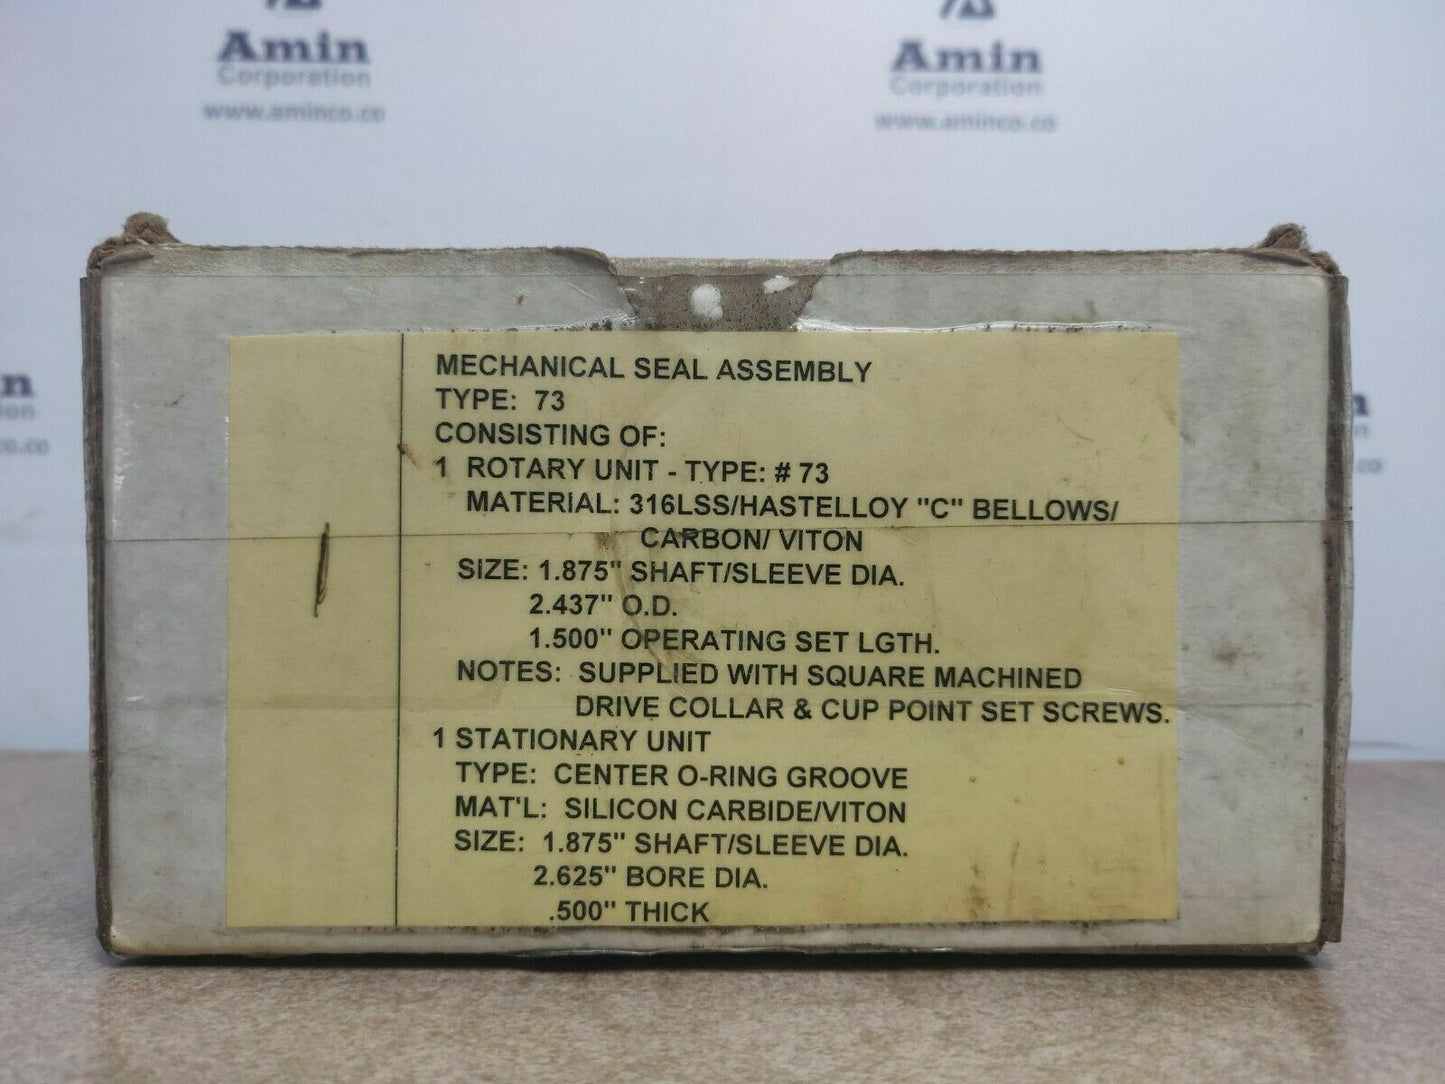 Amin
Corporation
www.aminco.co
Amin
Corporation
www.aminco.co
MECHANICAL SEAL ASSEMBLY
TYPE: 73
CONSISTING OF:
1 ROTARY UNIT - TYPE: # 73
MATERIAL: 316LSS/HASTELLOY "C" BELLOWS/
CARBON/ VITON
SIZE: 1.875" SHAFT/SLEEVE DIA.
2.437" O.D.
1.500" OPERATING SET LGTH.
NOTES: SUPPLIED WITH SQUARE MACHINED
DRIVE COLLAR & CUP POINT SET SCREWS.
1 STATIONARY UNIT
TYPE: CENTER O-RING GROOVE
MAT'L: SILICON CARBIDE/VITON
SIZE: 1.875" SHAFT/SLEEVE DIA.
2.625" BORE DIA.
.500" THICK